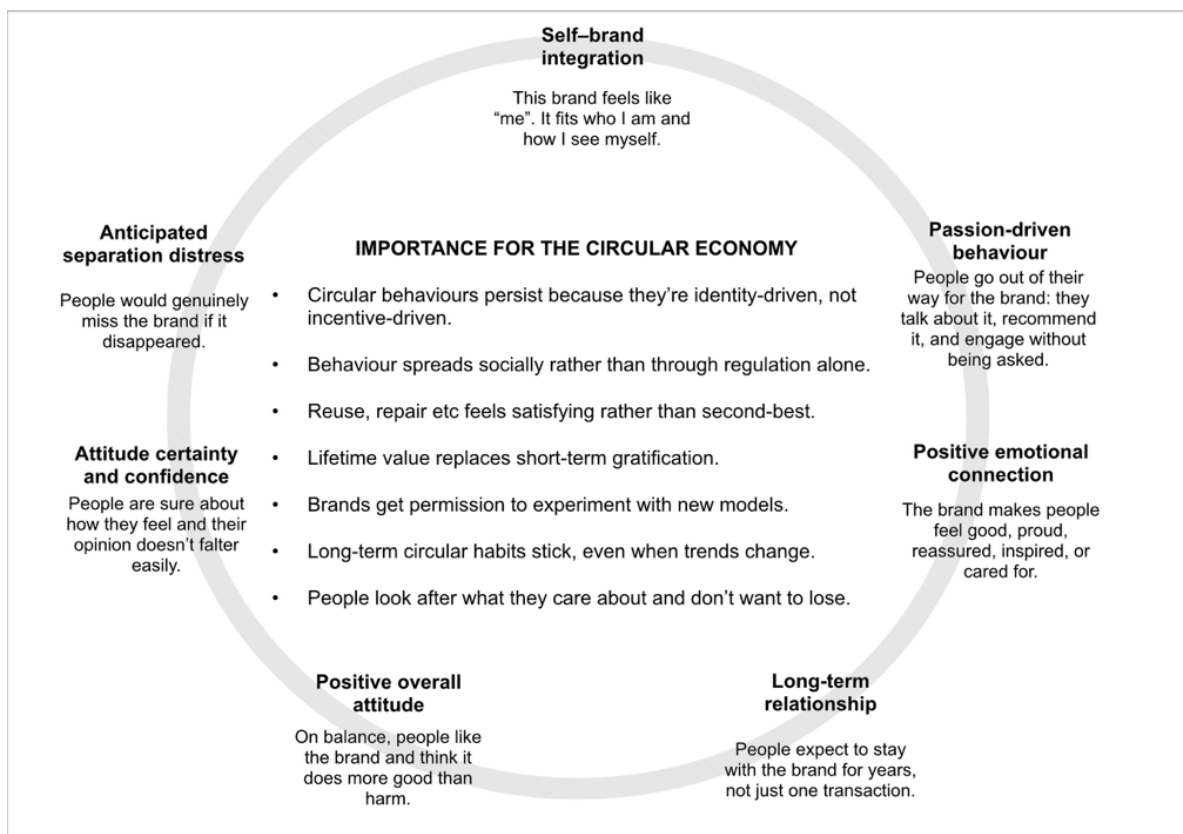 Self–brand
integration
This brand feels like
“me”. It fits who I am and
how I see myself.
Anticipated
separation distress
People would genuinely
miss the brand if it
disappeared.
IMPORTANCE FOR THE CIRCULAR ECONOMY
• Circular behaviours persist because they’re identity-driven, not
incentive-driven.
• Behaviour spreads socially rather than through regulation alone.
• Reuse, repair etc feels satisfying rather than second-best.
• Lifetime value replaces short-term gratification.
• Brands get permission to experiment with new models.
• Long-term circular habits stick, even when trends change.
• People look after what they care about and don’t want to lose.
Passion-driven
behaviour
People go out of their
way for the brand: they
talk about it, recommend
it, and engage without
being asked.
Attitude certainty
and confidence
People are sure about
how they feel and their
opinion doesn’t falter
easily.
Positive emotional
connection
The brand makes people
feel good, proud,
reassured, inspired, or
cared for.
Positive overall
attitude
On balance, people like
the brand and think it
does more good than
harm.
Long-term
relationship
People expect to stay
with the brand for years,
not just one transaction.